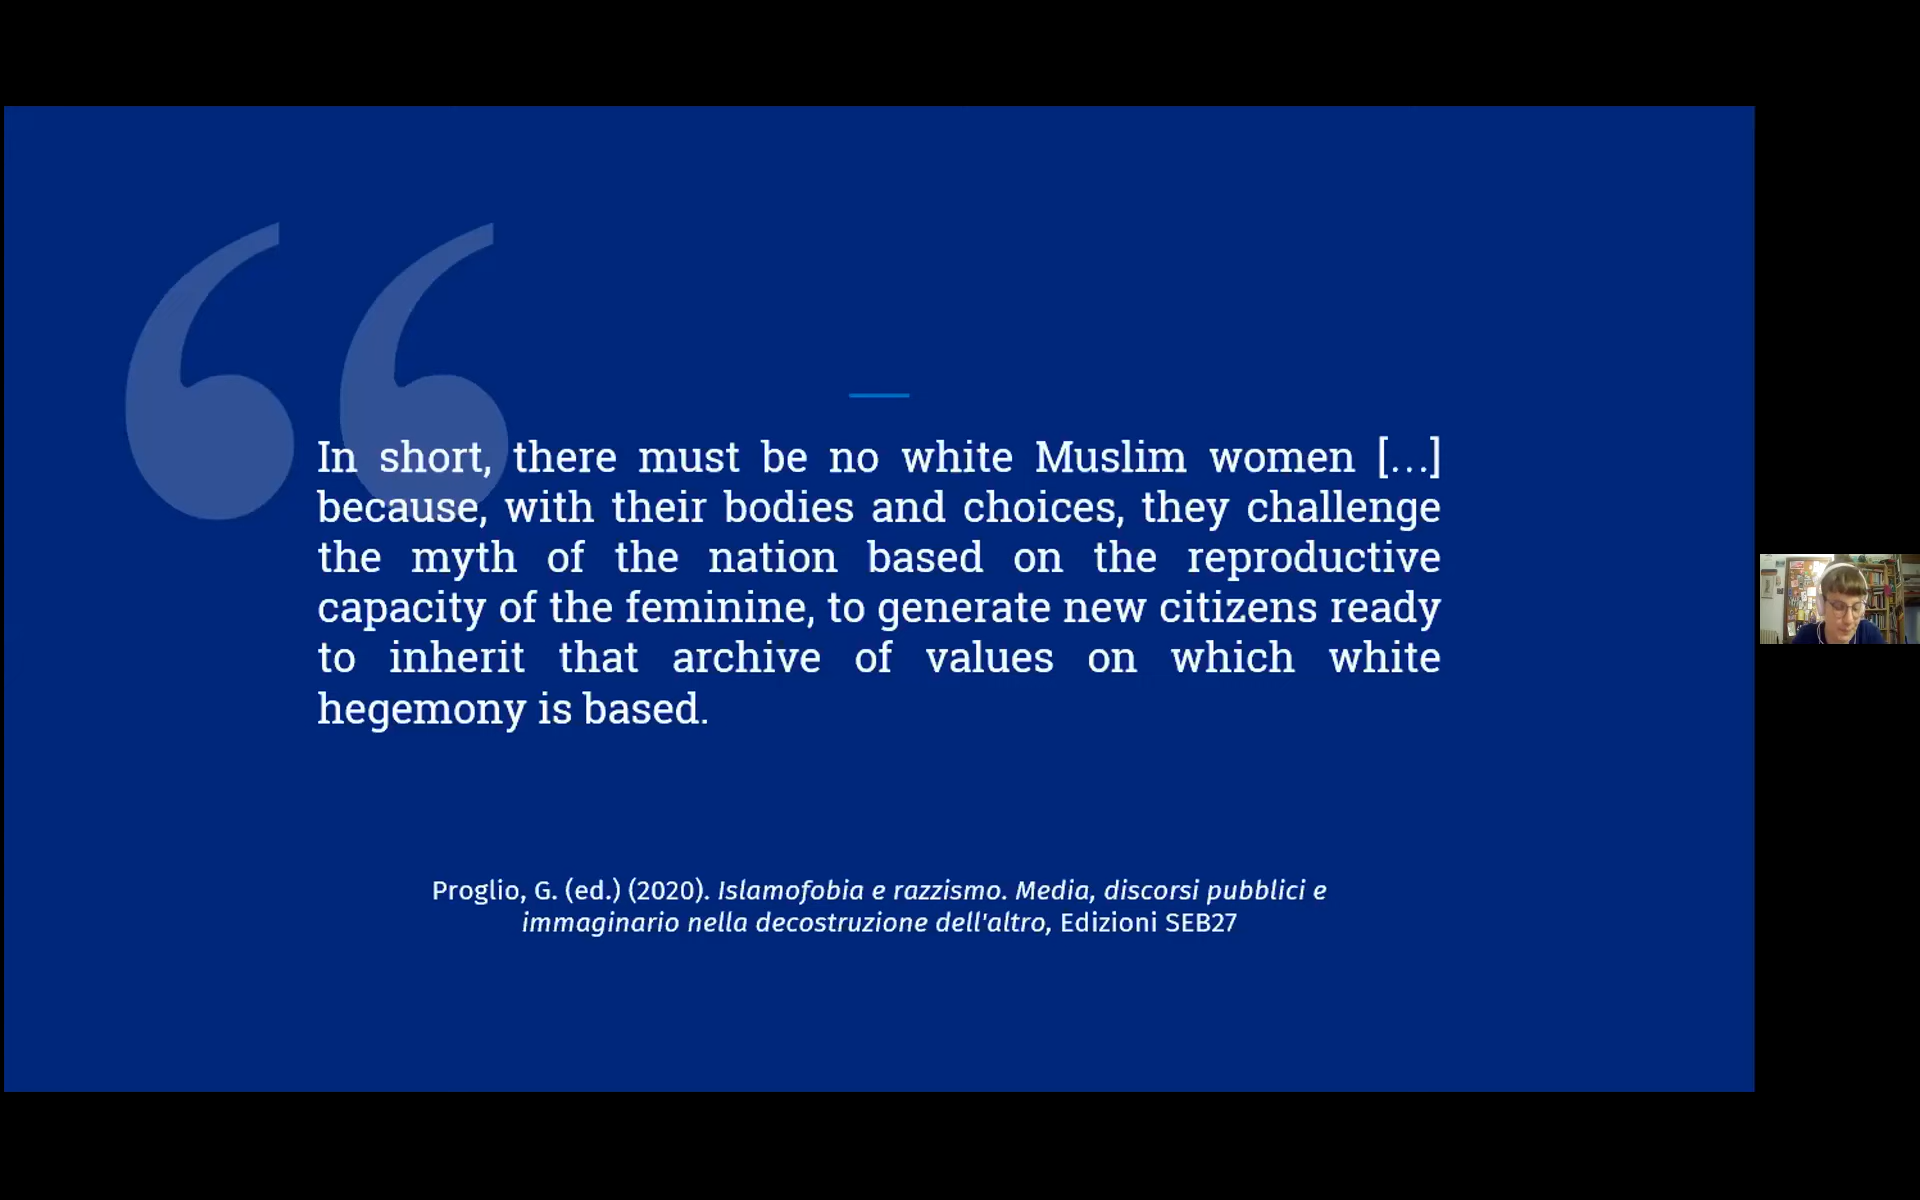 In short, there must be no white Muslim women […]
because, with their bodies and choices, they challenge
the myth of the nation based on the reproductive
capacity of the feminine, to generate new citizens ready
to inherit that archive of values on which white
hegemony is based.
Proglio, G. (ed.) (2020). Islamofobia e razzismo. Media, discorsi pubblici e
immaginario nella decostruzione dell'altro, Edizioni SEB27